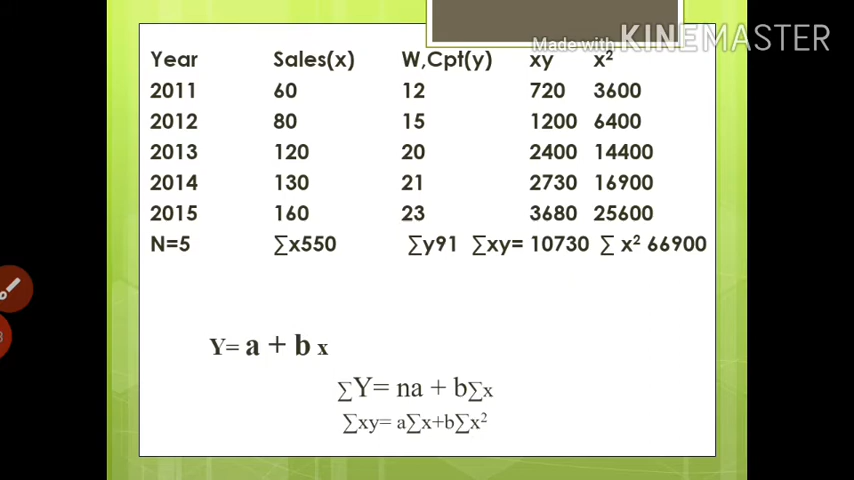 Made with KINEMASTER
Year Sales(x) W,Cpt(y) xy x²
2011 60 12 720 3600
2012 80 15 1200 6400
2013 120 20 2400 14400
2014 130 21 2730 16900
2015 160 23 3680 25600
N=5 ∑x550 ∑y91 ∑xy= 10730 ∑ x² 66900
Y= a + b x
∑Y= na + b∑x
∑xy= a∑x+b∑x²